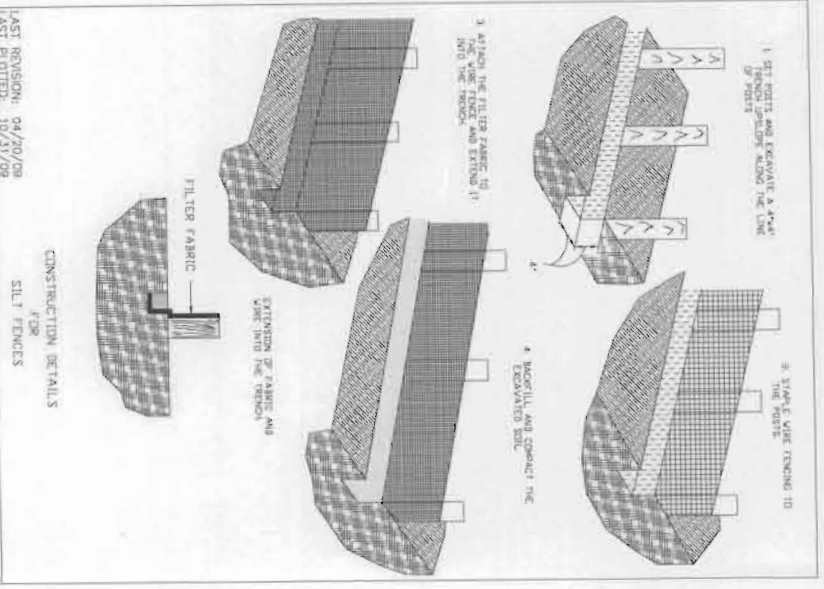 1. SET POSTS AND EXCAVATE A 4"x4"
TRENCH UPSLOPE ALONG THE LINE
OF POSTS
4"
2. STAPLE WIRE FENCING TO
THE POSTS.
3. ATTACH THE FILTER FABRIC TO
THE WIRE FENCE AND EXTEND IT
INTO THE TRENCH.
4. BACKFILL AND COMPACT THE
EXCAVATED SOIL.
EXTENSION OF FABRIC AND
WIRE INTO THE TRENCH.
FILTER FABRIC
CONSTRUCTION DETAILS
FOR
SILT FENCES
LAST REVISION: 04/20/09
LAST PLOTTED: 10/31/09